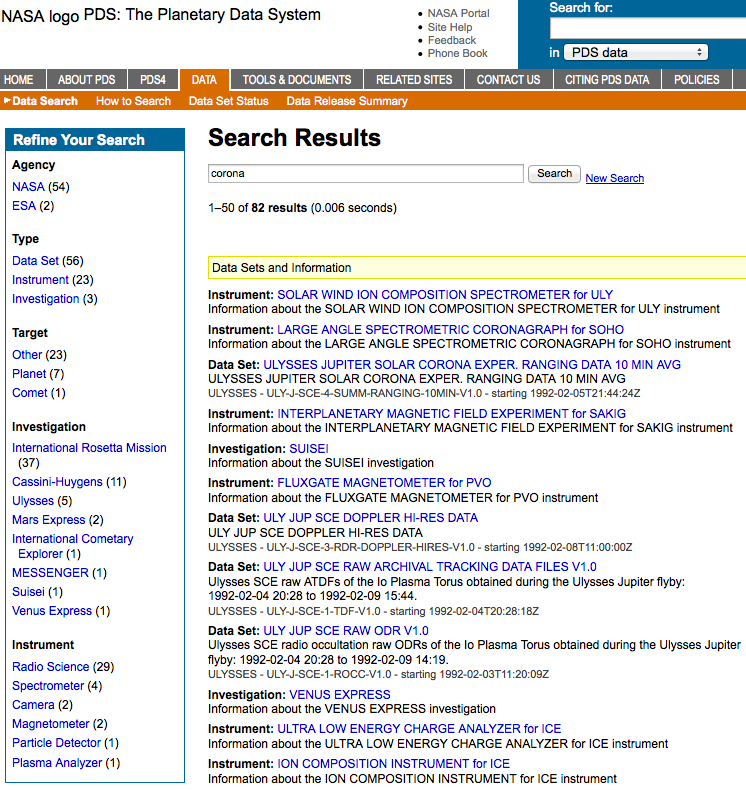 NASA logo PDS: The Planetary Data System
NASA Portal
Site Help
Feedback
Phone Book
Search for:
in PDS data
HOME ABOUT PDS PDS4 DATA TOOLS & DOCUMENTS RELATED SITES CONTACT US CITING PDS DATA POLICIES
Data Search How to Search Data Set Status Data Release Summary
Refine Your Search
Agency
NASA (54)
ESA (2)
Type
Data Set (56)
Instrument (23)
Investigation (3)
Target
Other (23)
Planet (7)
Comet (1)
Investigation
International Rosetta Mission
(37)
Cassini-Huygens (11)
Ulysses (5)
Mars Express (2)
International Cometary
Explorer (1)
MESSENGER (1)
Suisei (1)
Venus Express (1)
Instrument
Radio Science (29)
Spectrometer (4)
Camera (2)
Magnetometer (2)
Particle Detector (1)
Plasma Analyzer (1)
Search Results
corona Search New Search
1–50 of 82 results (0.006 seconds)
Data Sets and Information
Instrument: SOLAR WIND ION COMPOSITION SPECTROMETER for ULY
Information about the SOLAR WIND ION COMPOSITION SPECTROMETER for ULY instrument
Instrument: LARGE ANGLE SPECTROMETRIC CORONAGRAPH for SOHO
Information about the LARGE ANGLE SPECTROMETRIC CORONAGRAPH for SOHO instrument
Data Set: ULYSSES JUPITER SOLAR CORONA EXPER. RANGING DATA 10 MIN AVG
ULYSSES JUPITER SOLAR CORONA EXPER. RANGING DATA 10 MIN AVG
ULYSSES - ULY-J-SCE-4-SUMM-RANGING-10MIN-V1.0 - starting 1992-02-05T21:44:24Z
Instrument: INTERPLANETARY MAGNETIC FIELD EXPERIMENT for SAKIG
Information about the INTERPLANETARY MAGNETIC FIELD EXPERIMENT for SAKIG instrument
Investigation: SUISEI
Information about the SUISEI investigation
Instrument: FLUXGATE MAGNETOMETER for PVO
Information about the FLUXGATE MAGNETOMETER for PVO instrument
Data Set: ULY JUP SCE DOPPLER HI-RES DATA
ULY JUP SCE DOPPLER HI-RES DATA
ULYSSES - ULY-J-SCE-3-RDR-DOPPLER-HIRES-V1.0 - starting 1992-02-08T11:00:00Z
Data Set: ULY JUP SCE RAW ARCHIVAL TRACKING DATA FILES V1.0
Ulysses SCE raw ATDFs of the Io Plasma Torus obtained during the Ulysses Jupiter flyby:
1992-02-04 20:28 to 1992-02-09 15:44.
ULYSSES - ULY-J-SCE-1-TDF-V1.0 - starting 1992-02-04T20:28:18Z
Data Set: ULY JUP SCE RAW ODR V1.0
Ulysses SCE radio occultation raw ODRs of the Io Plasma Torus obtained during the Ulysses Jupiter
flyby: 1992-02-04 20:28 to 1992-02-09 14:19.
ULYSSES - ULY-J-SCE-1-ROCC-V1.0 - starting 1992-02-03T11:20:09Z
Investigation: VENUS EXPRESS
Information about the VENUS EXPRESS investigation
Instrument: ULTRA LOW ENERGY CHARGE ANALYZER for ICE
Information about the ULTRA LOW ENERGY CHARGE ANALYZER for ICE instrument
Instrument: ION COMPOSITION INSTRUMENT for ICE
Information about the ION COMPOSITION INSTRUMENT for ICE instrument